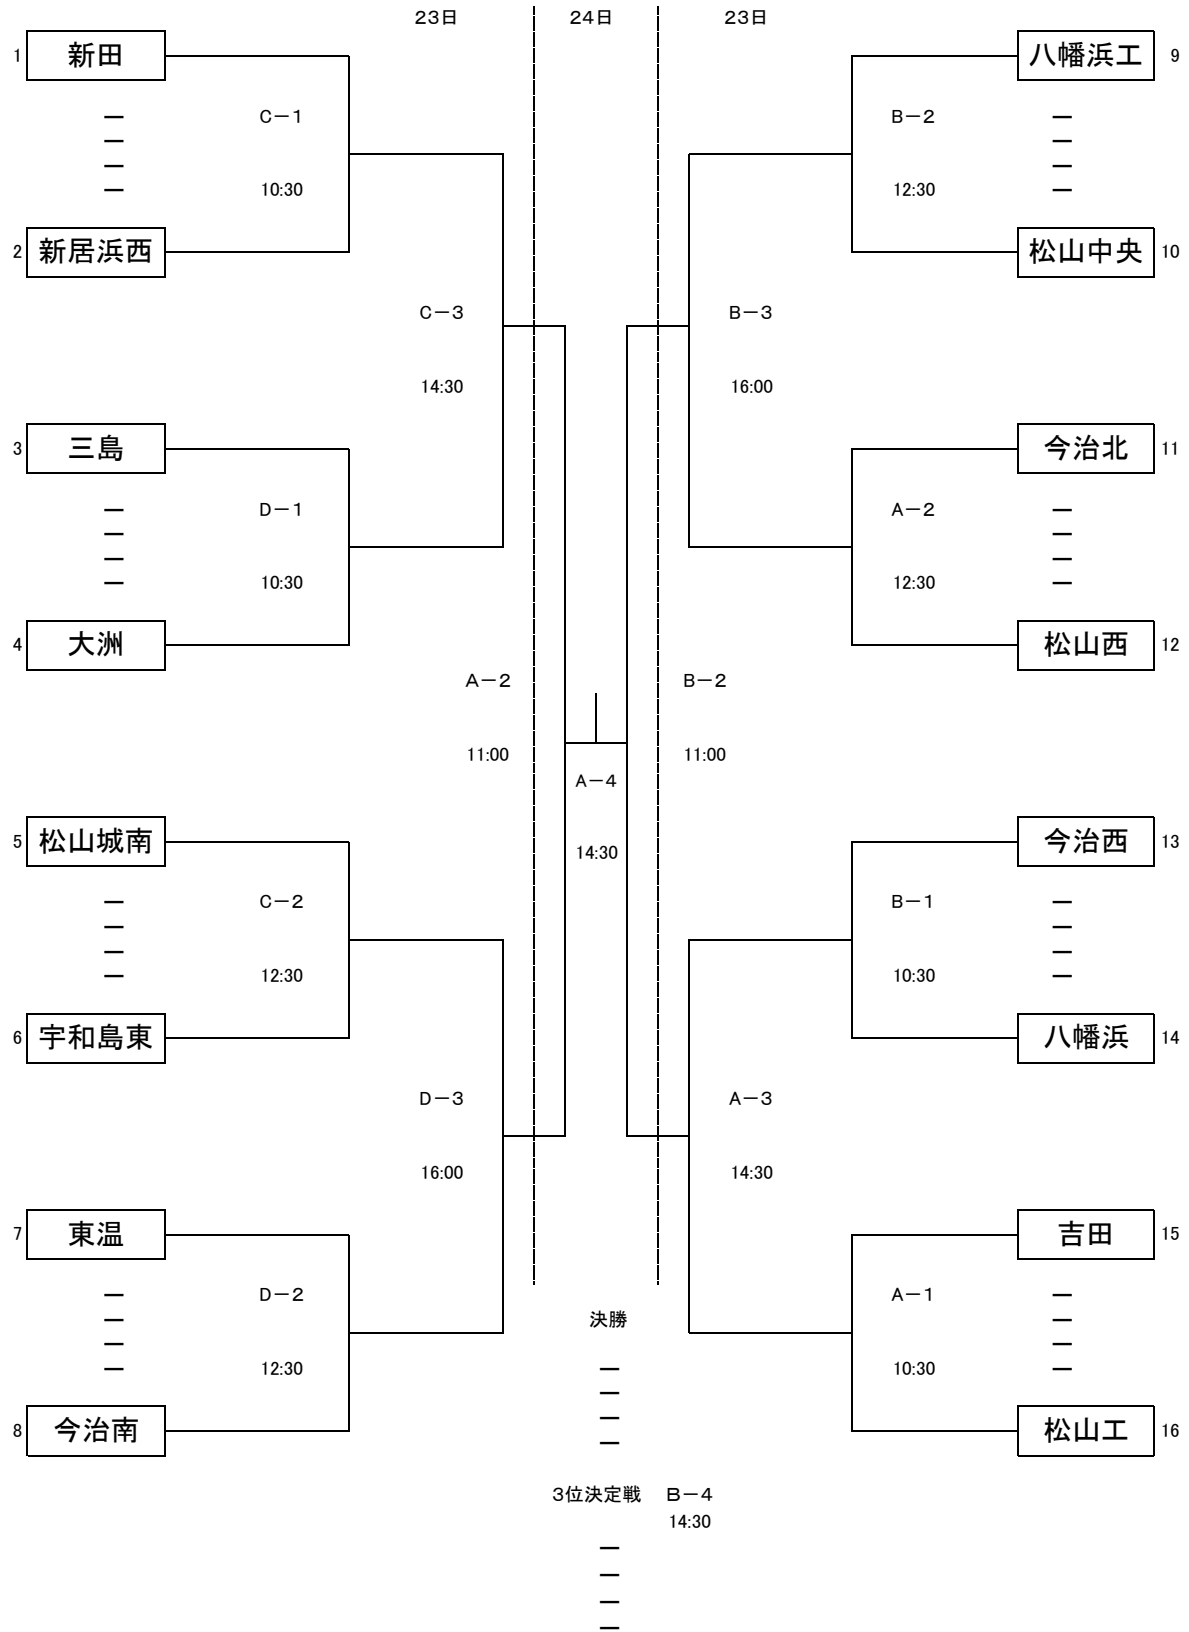 23日 24日 23日
1 新田 八幡浜工 9
C－1 B－2
10:30 12:30
2 新居浜西 松山中央 10
C－3 B－3
14:30 16:00
3 三島 今治北 11
D－1 A－2
10:30 12:30
4 大洲 松山西 12
A－2 B－2
11:00 11:00
A－4
5 松山城南 今治西 13
14:30
C－2 B－1
12:30 10:30
6 宇和島東 八幡浜 14
D－3 A－3
16:00 14:30
7 東温 吉田 15
D－2 A－1
決勝
12:30 10:30
8 今治南 松山工 16
3位決定戦 B－4
14:30